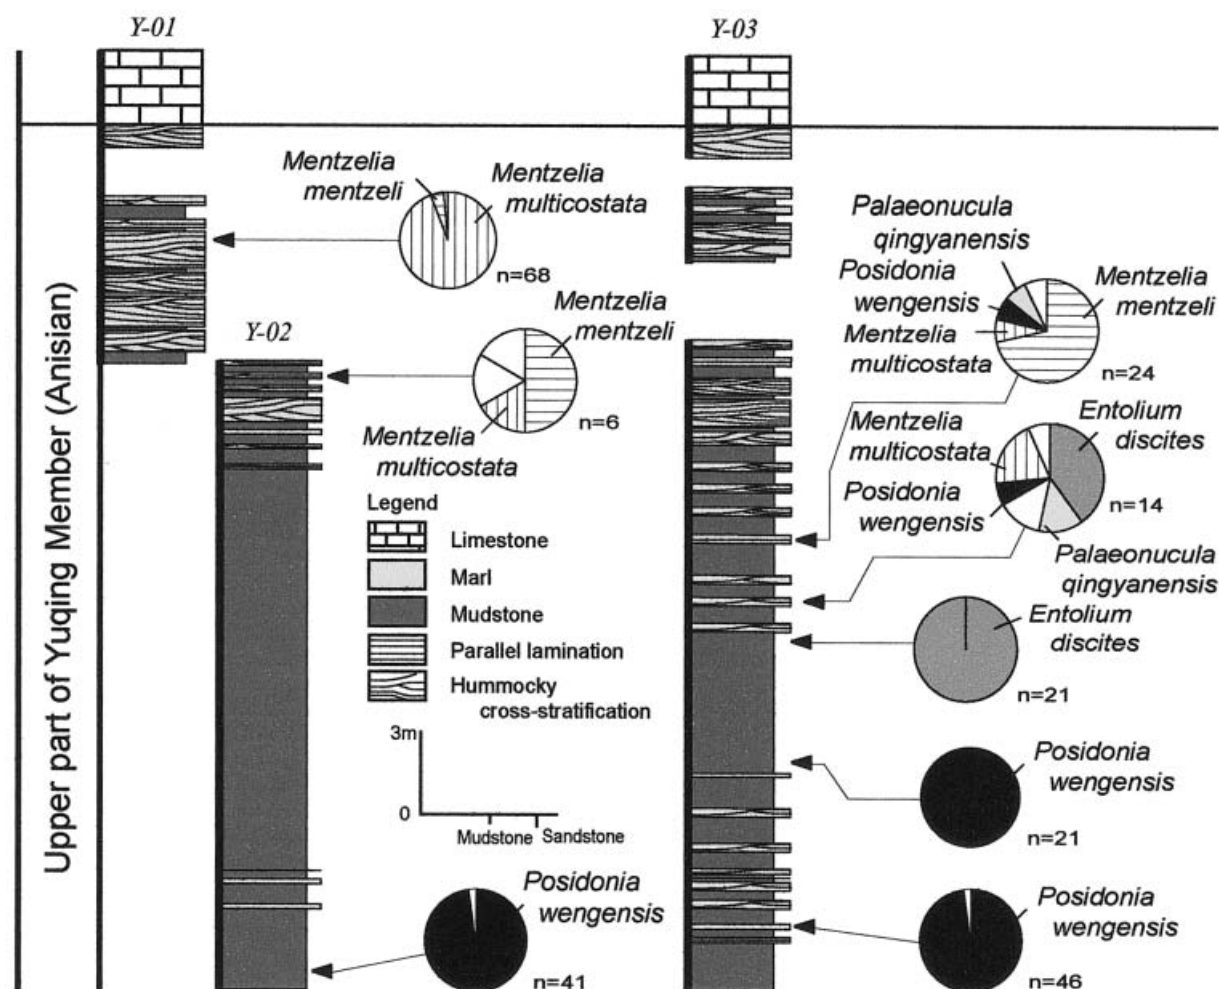 Y-01
Y-03
Mentzelia
mentzeli
Mentzelia
multicostata
n=68
Y-02
Mentzelia
mentzeli
n=6
Mentzelia
multicostata
Palaeonucula
qingyanensis
Posidonia
wengensis
Mentzelia
multicostata
Mentzelia
mentzeli
n=24
Mentzelia
multicostata
Entolium
discites
Posidonia
wengensis
n=14
Palaeonucula
qingyanensis
Entolium
discites
n=21
Posidonia
wengensis
n=21
Posidonia
wengensis
n=46
Posidonia
wengensis
n=41
Legend
Limestone
Marl
Mudstone
Parallel lamination
Hummocky
cross-stratification
3m
0
Mudstone
Sandstone
Upper part of Yuqing Member (Anisian)